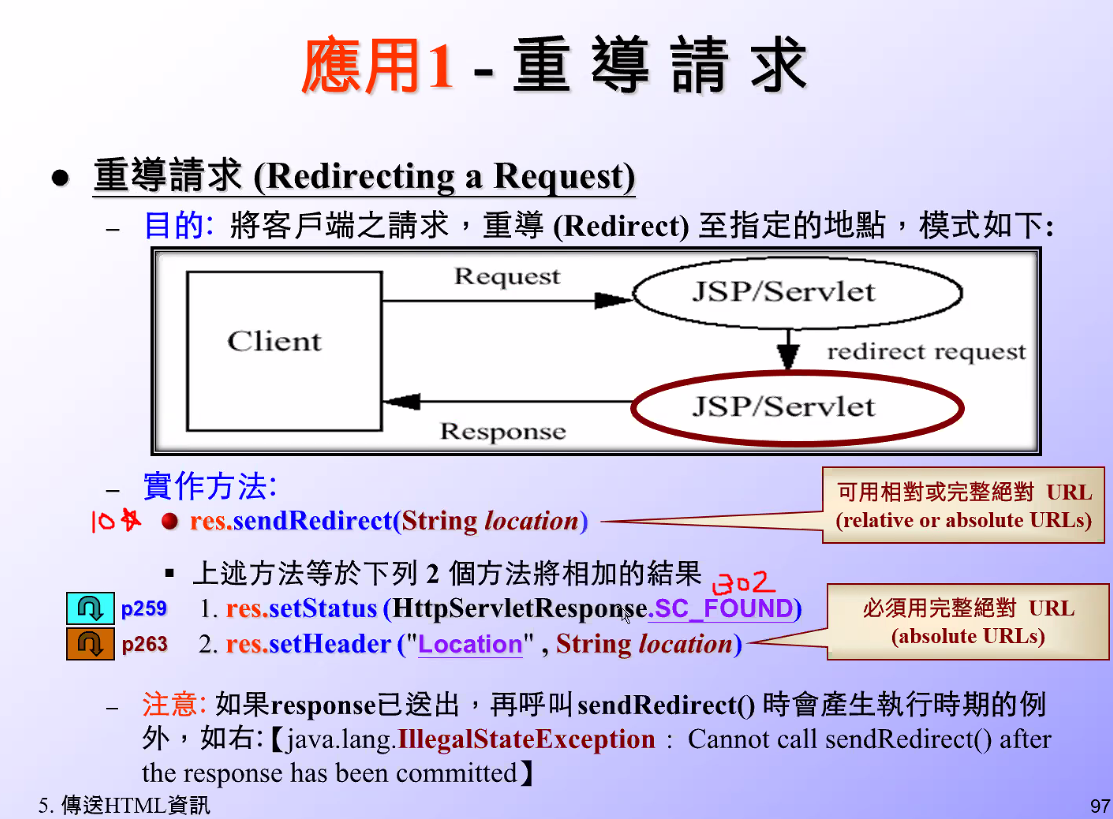 應用1 - 重 導 請 求
● 重導請求 (Redirecting a Request)
– 目的: 將客戶端之請求，重導 (Redirect) 至指定的地點，模式如下:
Request
JSP/Servlet
Client
redirect request
JSP/Servlet
Response
– 實作方法:
可用相對或完整絕對 URL
(relative or absolute URLs)
res.sendRedirect(String location)
▪ 上述方法等於下列 2 個方法將相加的結果
302
p259 1. res.setStatus (HttpServletResponse.SC_FOUND)
p263 2. res.setHeader ("Location" , String location)
必須用完整絕對 URL
(absolute URLs)
– 注意: 如果response已送出，再呼叫sendRedirect() 時會產生執行時期的例
外，如右:【java.lang.IllegalStateException： Cannot call sendRedirect() after
the response has been committed】
5. 傳送HTML資訊
97